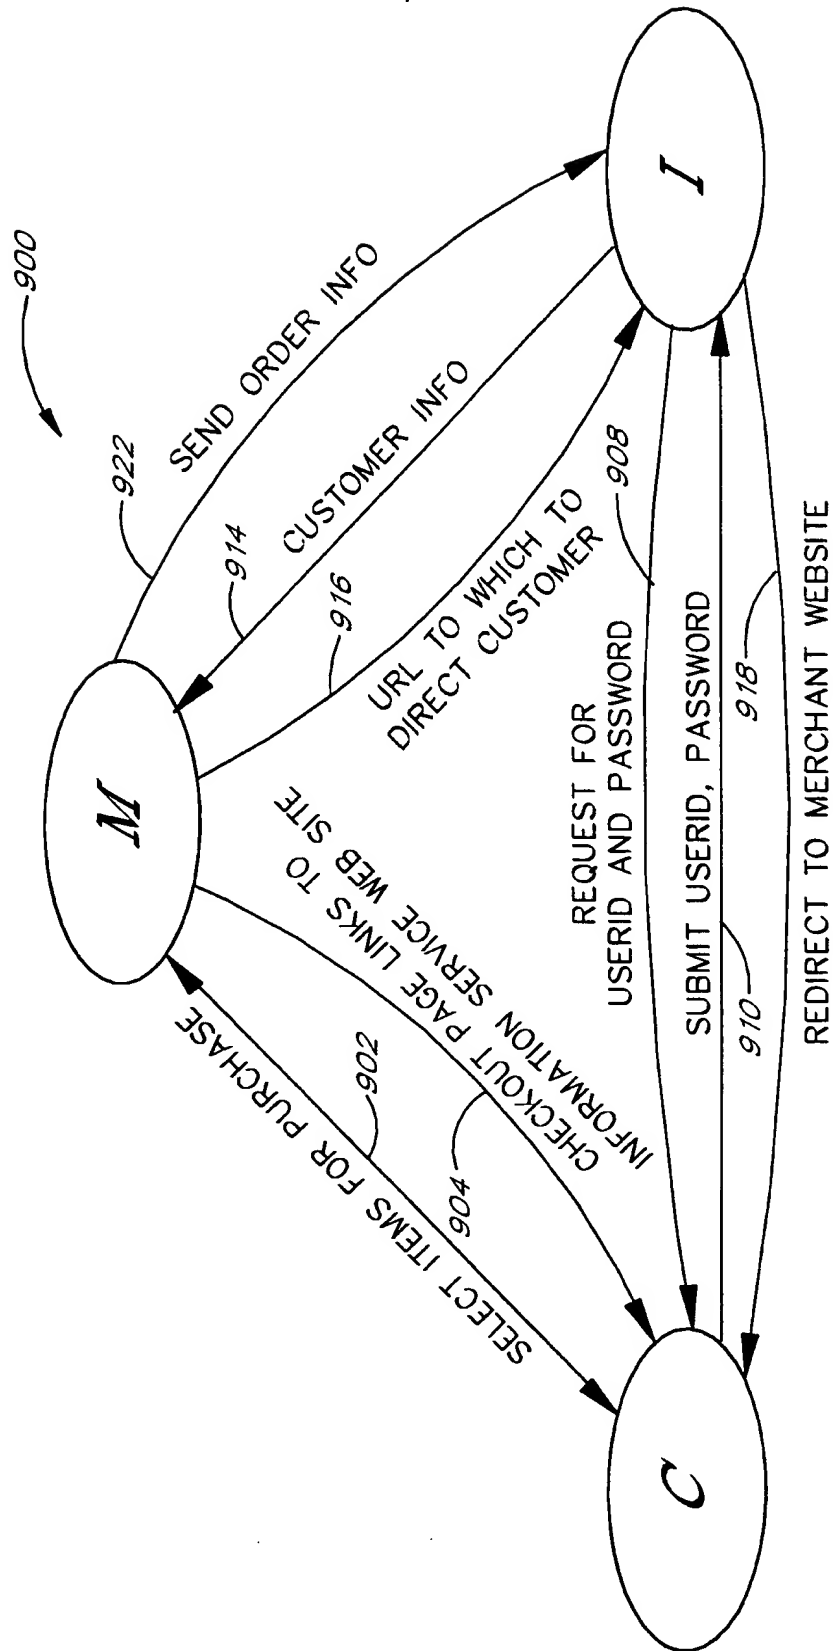 900
M
922
SEND ORDER INFO
914
CUSTOMER INFO
916
URL TO WHICH TO
DIRECT CUSTOMER
SELECT ITEMS FOR PURCHASE
902
904
CHECKOUT PAGE LINKS TO
INFORMATION SERVICE WEB SITE
REQUEST FOR
USERID AND PASSWORD
908
SUBMIT USERID, PASSWORD
910
918
REDIRECT TO MERCHANT WEBSITE
C
I